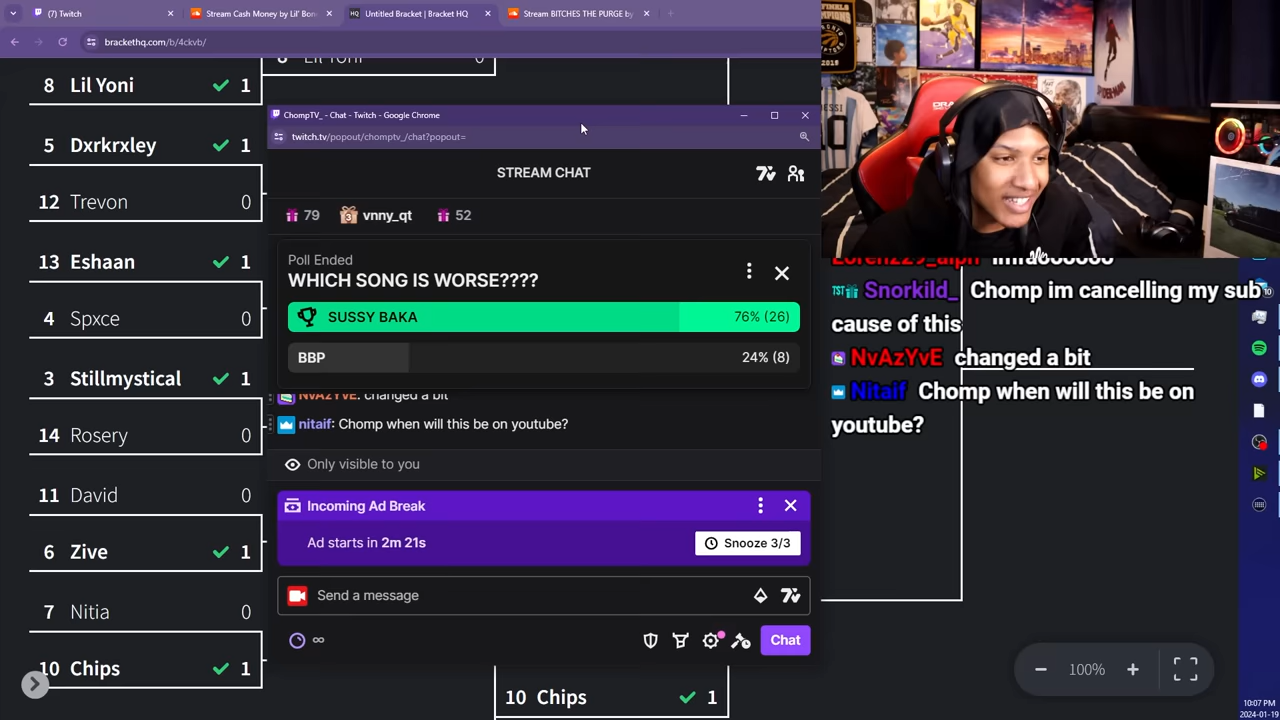 (7) Twitch
Stream Cash Money by Lil' Bon
Untitled Bracket | Bracket HQ
Stream BITCHES THE PURGE by
brackethq.com/b/4ckvb/
8 Lil Yoni 1
5 Dxrkrxley 1
12 Trevon 0
13 Eshaan 1
4 Spxce 0
3 Stillmystical 1
14 Rosery 0
11 David 0
6 Zive 1
7 Nitia 0
10 Chips 1
8 Lil Yoni 0
ChompTV_ - Chat - Twitch - Google Chrome
twitch.tv/popout/chomptv_/chat?popout=
STREAM CHAT
79 3 vnny_qt 52
Poll Ended
WHICH SONG IS WORSE????
SUSSY BAKA 76% (26)
BBP 24% (8)
NvAzYvE: changed a bit
nitaif: Chomp when will this be on youtube?
Only visible to you
Incoming Ad Break
Ad starts in 2m 21s
Snooze 3/3
Send a message
Chat
10 Chips 1
Snorkild_ Chomp im cancelling my sub
cause of this
NvAzYvE changed a bit
Nitaif Chomp when will this be on
youtube?
100%
10:07 PM
2024-01-19